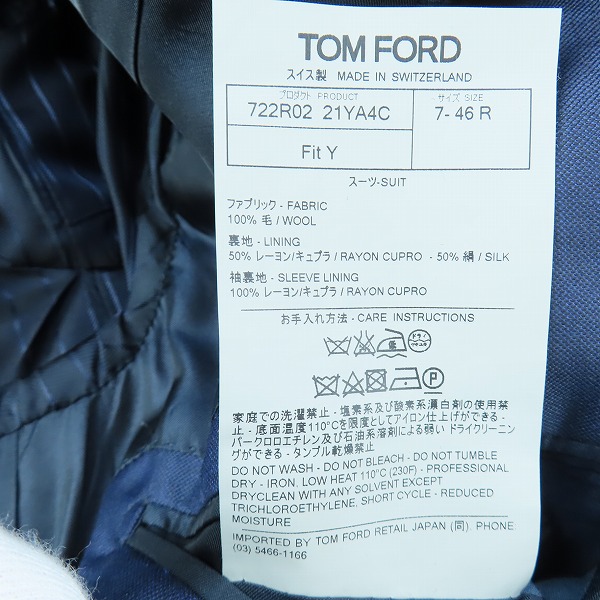 TOM FORD
スイス製 MADE IN SWITZERLAND
プロダクト PRODUCT
サイズ SIZE
722R02 21YA4C
7- 46 R
Fit Y
スーツ-SUIT
ファブリック - FABRIC
100% 毛 / WOOL
裏地 - LINING
50% レーヨン/キュプラ / RAYON CUPRO - 50% 絹 / SILK
袖裏地 - SLEEVE LINING
100% レーヨン/キュプラ / RAYON CUPRO
お手入れ方法 - CARE INSTRUCTIONS
ドライ
P
家庭での洗濯禁止 - 塩素系及び酸素系漂白剤の使用禁
止 - 底面温度110°Cを限度としてアイロン仕上げができる -
パークロロエチレン及び石油系溶剤による弱い ドライクリーニン
グができる - タンブル乾燥禁止
DO NOT WASH - DO NOT BLEACH - DO NOT TUMBLE
DRY - IRON, LOW HEAT 110°C (230F) - PROFESSIONAL
DRYCLEAN WITH ANY SOLVENT EXCEPT
TRICHLOROETHYLENE, SHORT CYCLE - REDUCED
MOISTURE
IMPORTED BY TOM FORD RETAIL JAPAN (同). PHONE:
(03) 5466-1166